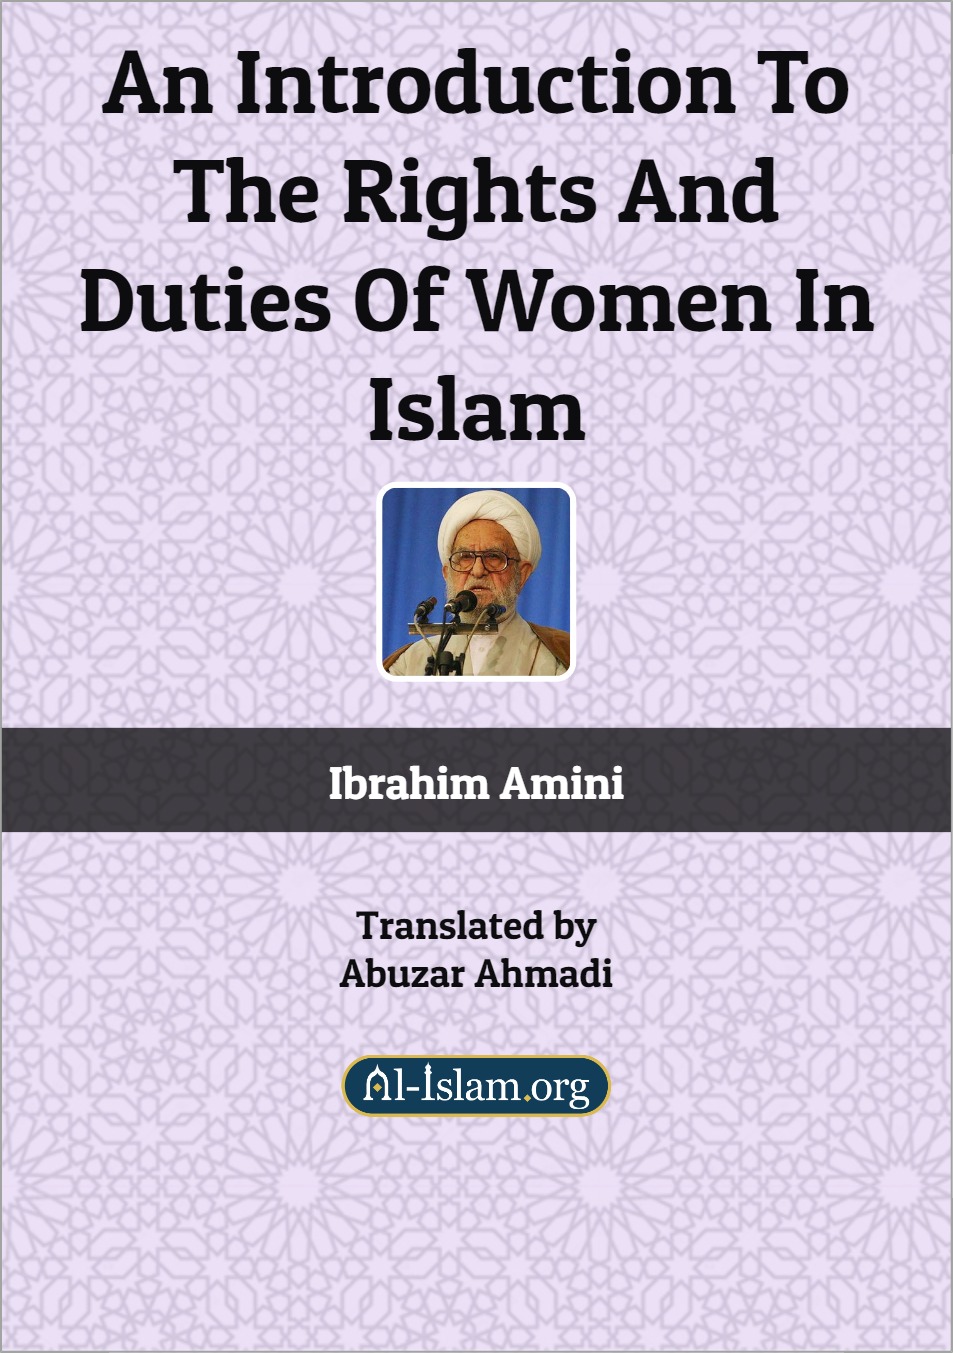 An Introduction To
The Rights And
Duties Of Women In
Islam
Ibrahim Amini
Translated by
Abuzar Ahmadi
Al-Islam.org